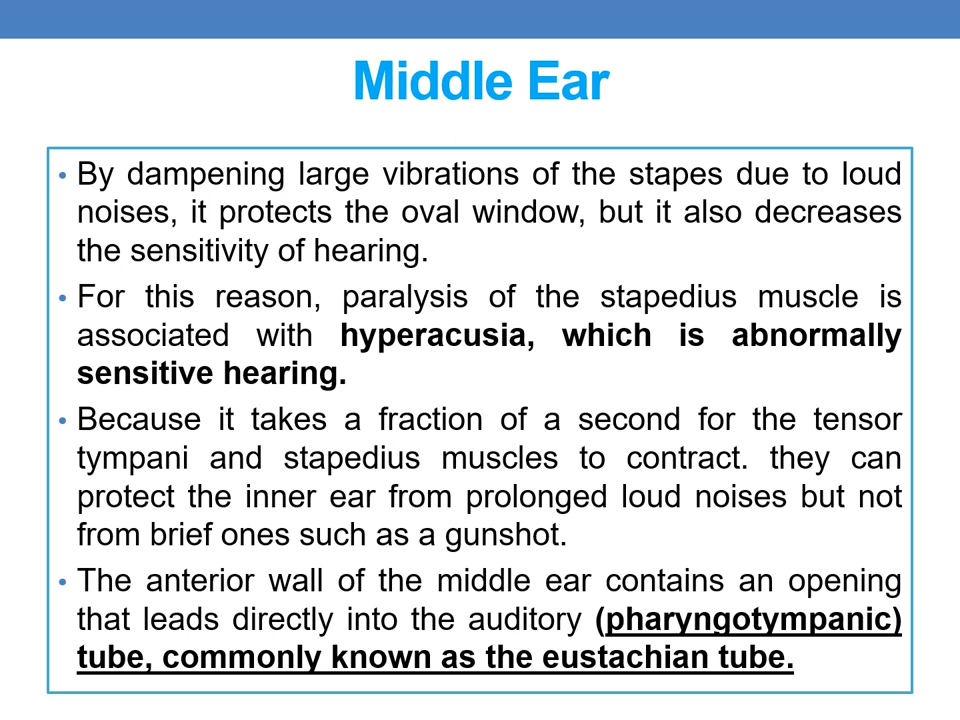 Middle Ear
• By dampening large vibrations of the stapes due to loud
noises, it protects the oval window, but it also decreases
the sensitivity of hearing.
• For this reason, paralysis of the stapedius muscle is
associated with hyperacusia, which is abnormally
sensitive hearing.
• Because it takes a fraction of a second for the tensor
tympani and stapedius muscles to contract. they can
protect the inner ear from prolonged loud noises but not
from brief ones such as a gunshot.
• The anterior wall of the middle ear contains an opening
that leads directly into the auditory (pharyngotympanic)
tube, commonly known as the eustachian tube.